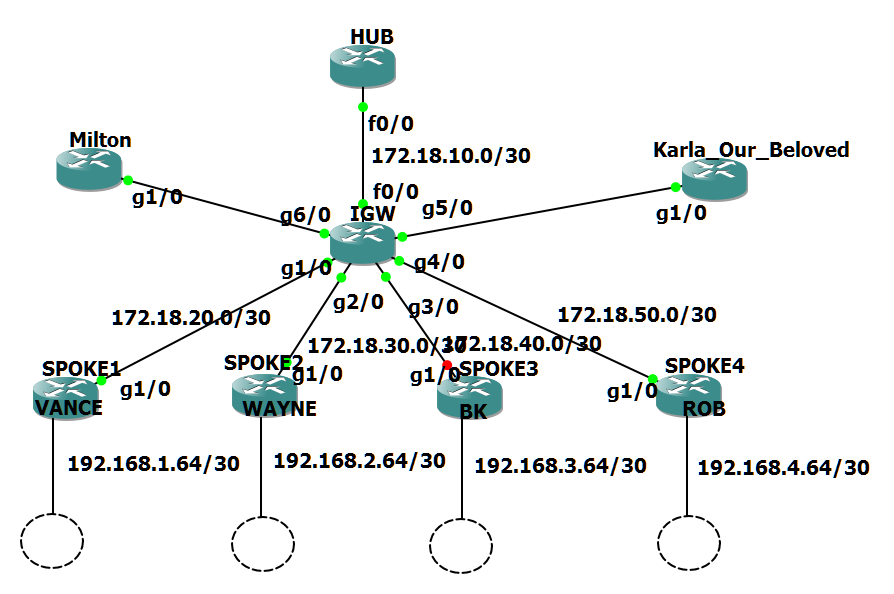 HUB
f0/0
172.18.10.0/30
f0/0
Milton
g1/0
Karla_Our_Beloved
g1/0
g6/0
IGW
g5/0
g1/0
g2/0
g3/0
g4/0
172.18.20.0/30
172.18.30.0/30
172.18.40.0/30
172.18.50.0/30
SPOKE1
g1/0
VANCE
SPOKE2
g1/0
WAYNE
SPOKE3
g1/0
BK
SPOKE4
g1/0
ROB
192.168.1.64/30
192.168.2.64/30
192.168.3.64/30
192.168.4.64/30